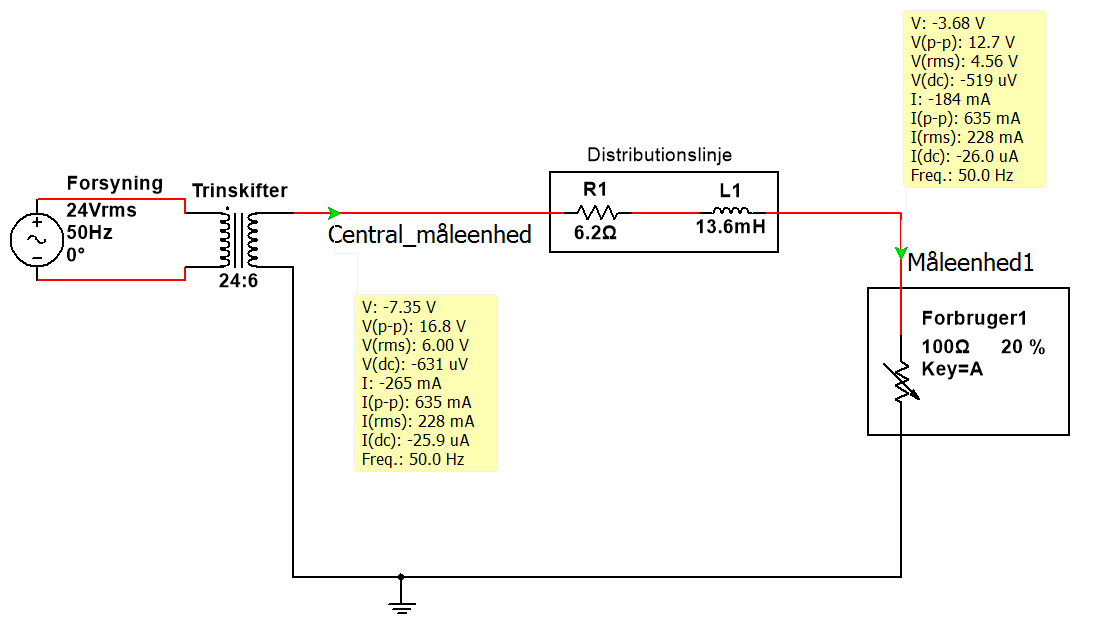 Forsyning
24Vrms
50Hz
0°
Trinskifter
24:6
Central_måleenhed
V: -7.35 V
V(p-p): 16.8 V
V(rms): 6.00 V
V(dc): -631 uV
I: -265 mA
I(p-p): 635 mA
I(rms): 228 mA
I(dc): -25.9 uA
Freq.: 50.0 Hz
Distributionslinje
R1
6.2Ω
L1
13.6mH
V: -3.68 V
V(p-p): 12.7 V
V(rms): 4.56 V
V(dc): -519 uV
I: -184 mA
I(p-p): 635 mA
I(rms): 228 mA
I(dc): -26.0 uA
Freq.: 50.0 Hz
Måleenhed1
Forbruger1
100Ω 20 %
Key=A